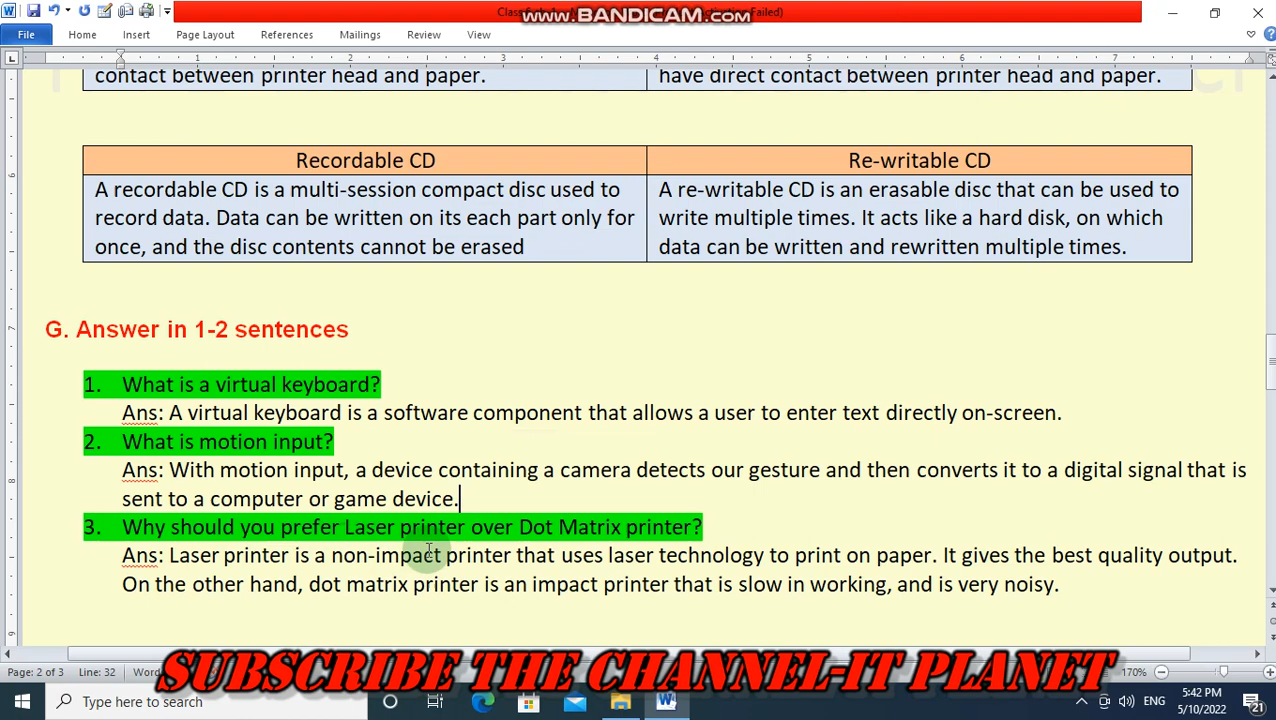 www.BANDICAM.com
File Home Insert Page Layout References Mailings Review View
contact between printer head and paper.
have direct contact between printer head and paper.
Recordable CD
Re-writable CD
A recordable CD is a multi-session compact disc used to
record data. Data can be written on its each part only for
once, and the disc contents cannot be erased
A re-writable CD is an erasable disc that can be used to
write multiple times. It acts like a hard disk, on which
data can be written and rewritten multiple times.
G. Answer in 1-2 sentences
1. What is a virtual keyboard?
Ans: A virtual keyboard is a software component that allows a user to enter text directly on-screen.
2. What is motion input?
Ans: With motion input, a device containing a camera detects our gesture and then converts it to a digital signal that is
sent to a computer or game device.
3. Why should you prefer Laser printer over Dot Matrix printer?
Ans: Laser printer is a non-impact printer that uses laser technology to print on paper. It gives the best quality output.
On the other hand, dot matrix printer is an impact printer that is slow in working, and is very noisy.
Page: 2 of 3 Line: 32 170%
SUBSCRIBE THE CHANNEL-IT PLANET
Type here to search
ENG
5:42 PM
5/10/2022
21